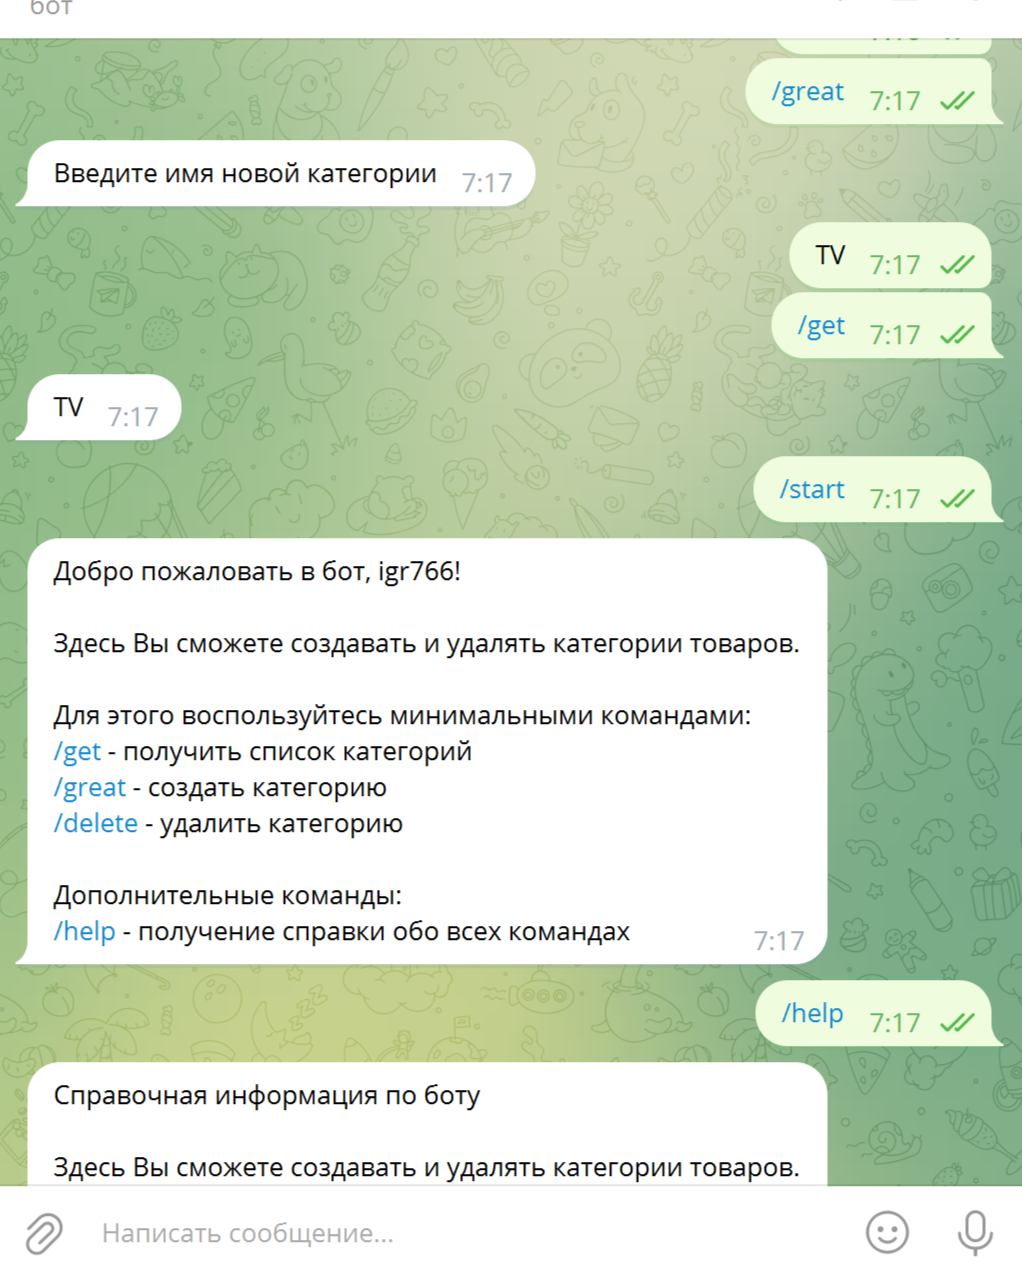 бот
/great 7:17
Введите имя новой категории 7:17
TV 7:17
/get 7:17
TV 7:17
/start 7:17
Добро пожаловать в бот, igr766!
Здесь Вы сможете создавать и удалять категории товаров.
Для этого воспользуйтесь минимальными командами:
/get - получить список категорий
/great - создать категорию
/delete - удалить категорию
Дополнительные команды:
/help - получение справки обо всех командах
7:17
/help 7:17
Справочная информация по боту
Здесь Вы сможете создавать и удалять категории товаров.
Написать сообщение...